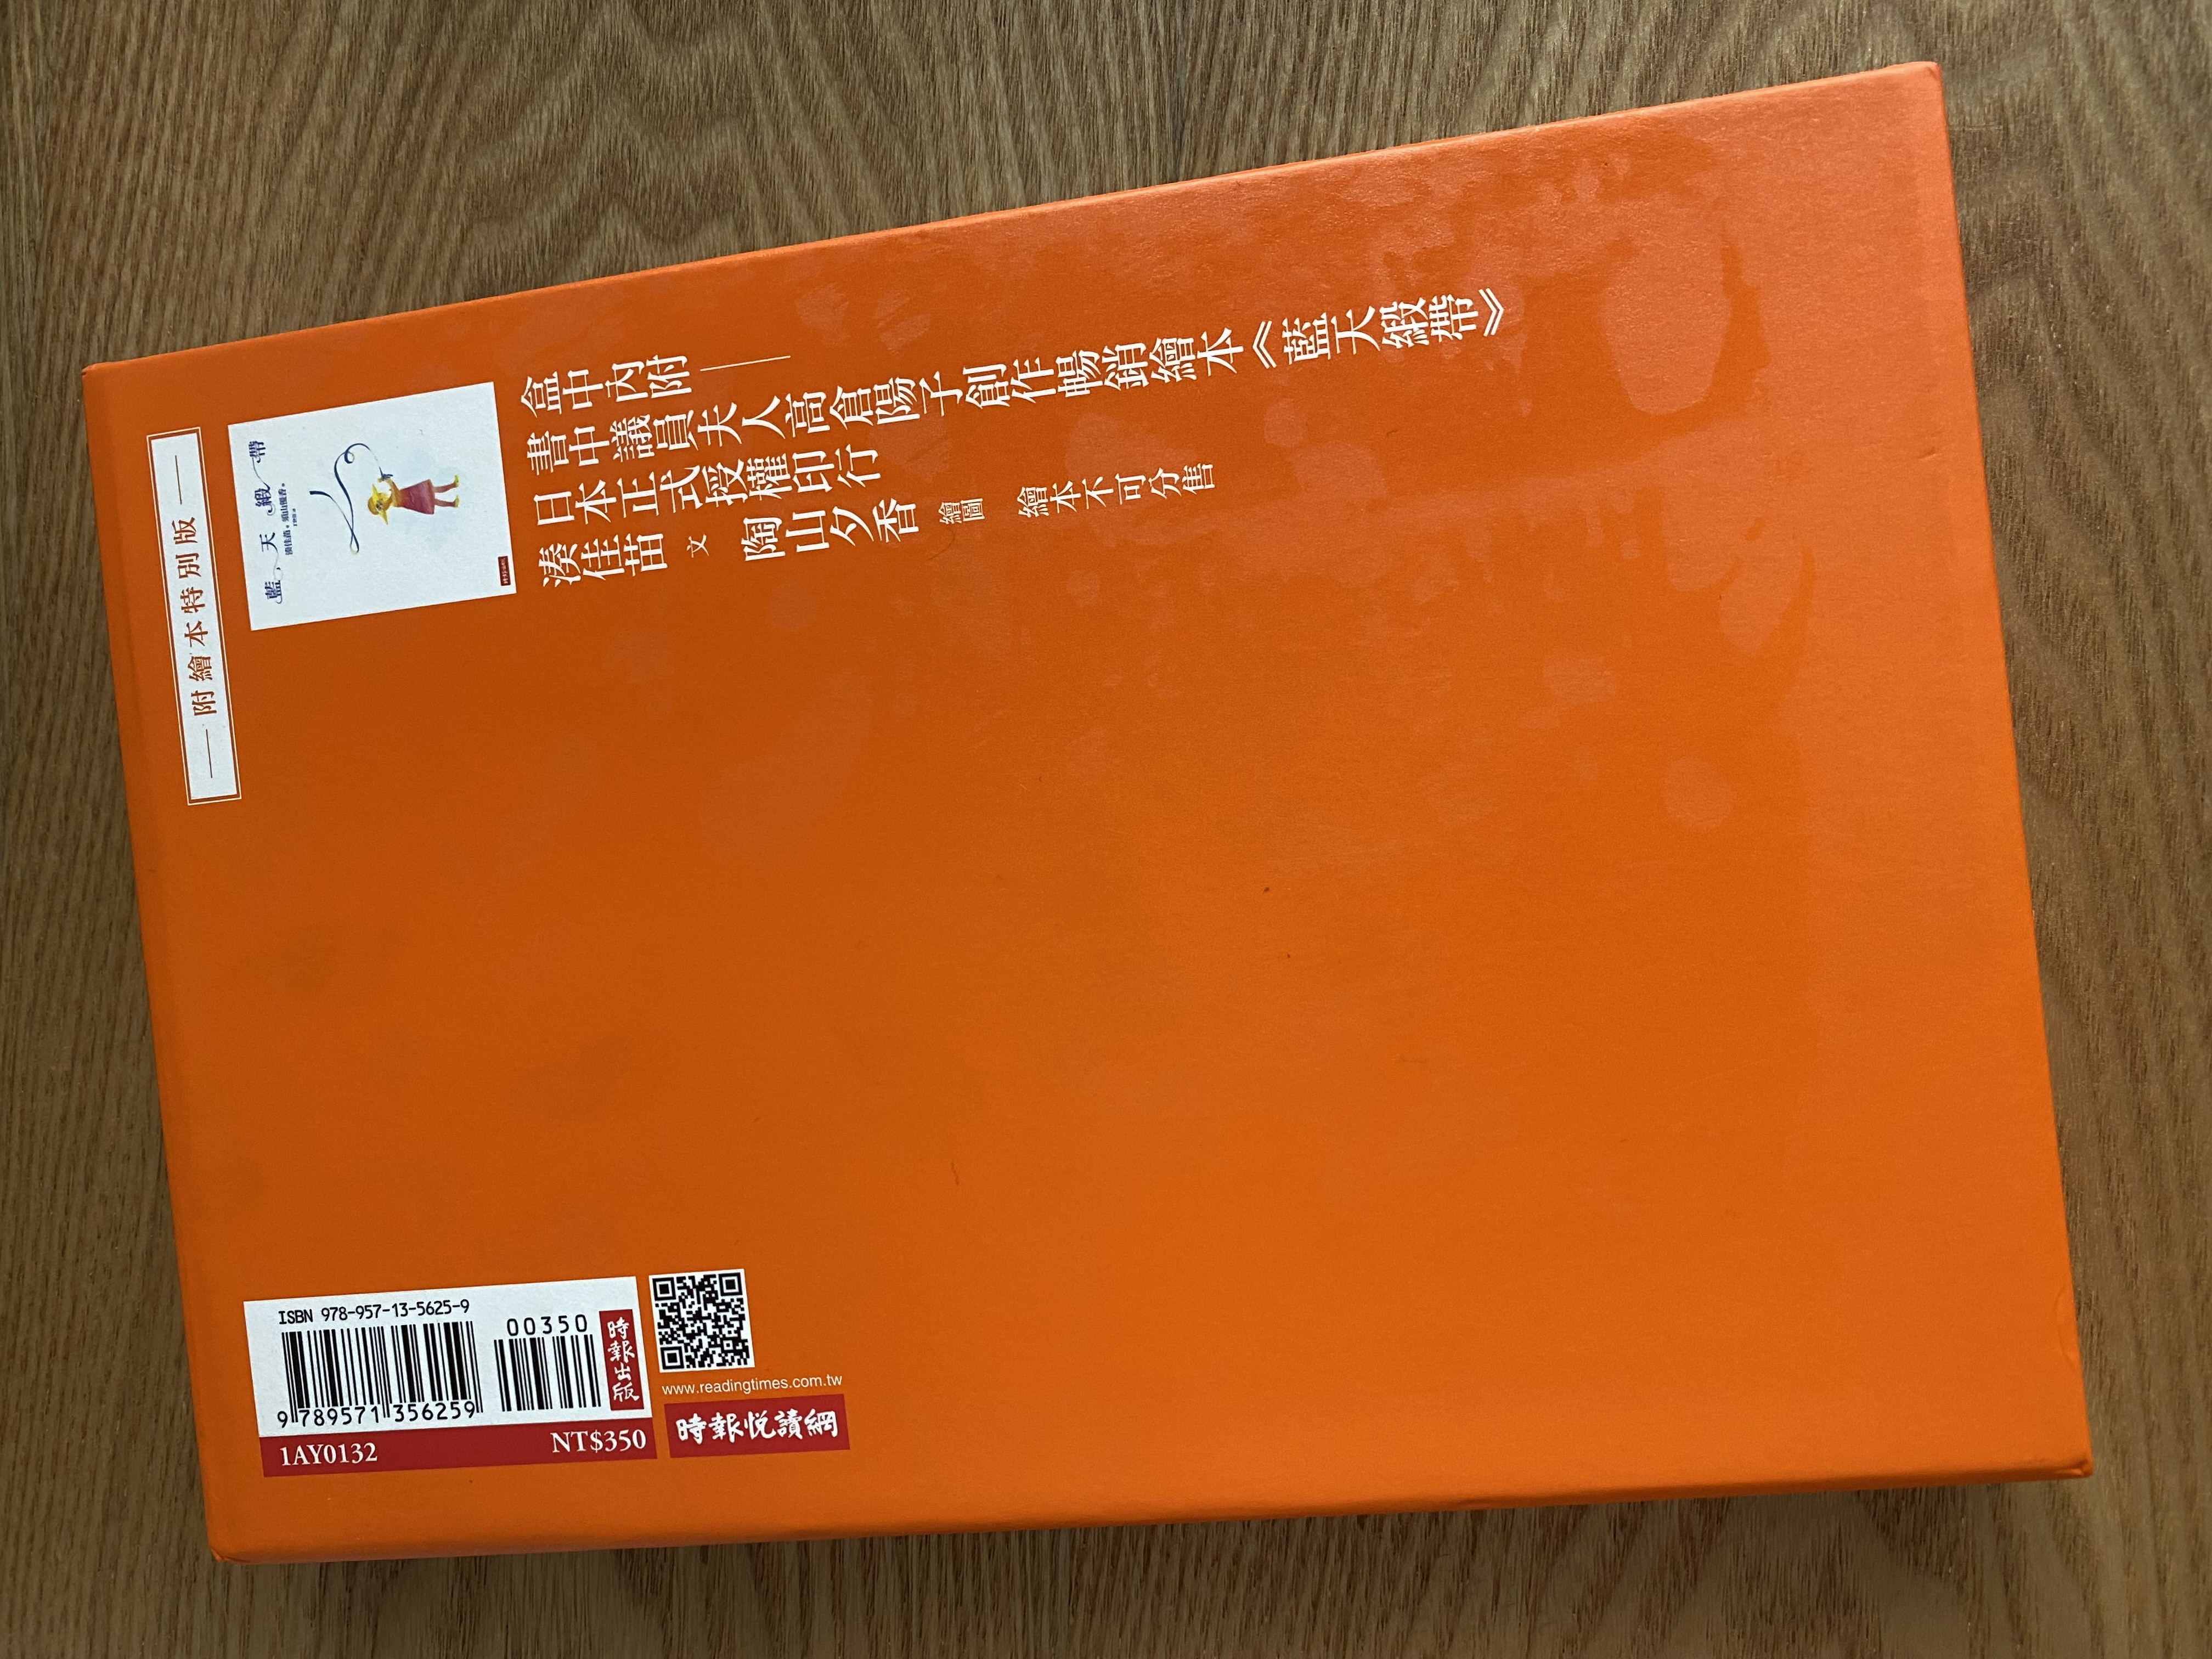 附繪本特別版
藍天緞帶
盒中內附——
書中議員夫人高倉陽子創作暢銷繪本《藍天緞帶》
日本正式授權印行
湊佳苗 文 陶山夕香 繪圖 繪本不可分售
ISBN 978-957-13-5625-9
00350
9 789571 356259
時報出版
1AY0132 NT$350
www.readingtimes.com.tw
時報悅讀網